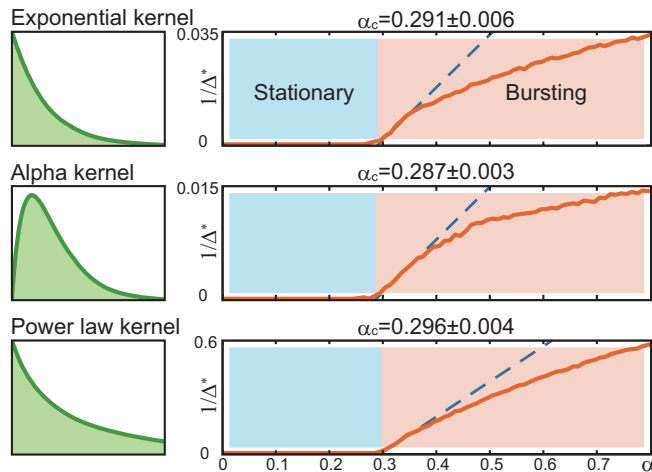 Exponential kernel
αc=0.291±0.006
0.035
1/Δ*
0
Stationary
Bursting
Alpha kernel
αc=0.287±0.003
0.015
1/Δ*
0
Power law kernel
αc=0.296±0.004
0.6
1/Δ*
0
0 0.1 0.2 0.3 0.4 0.5 0.6 0.7 α